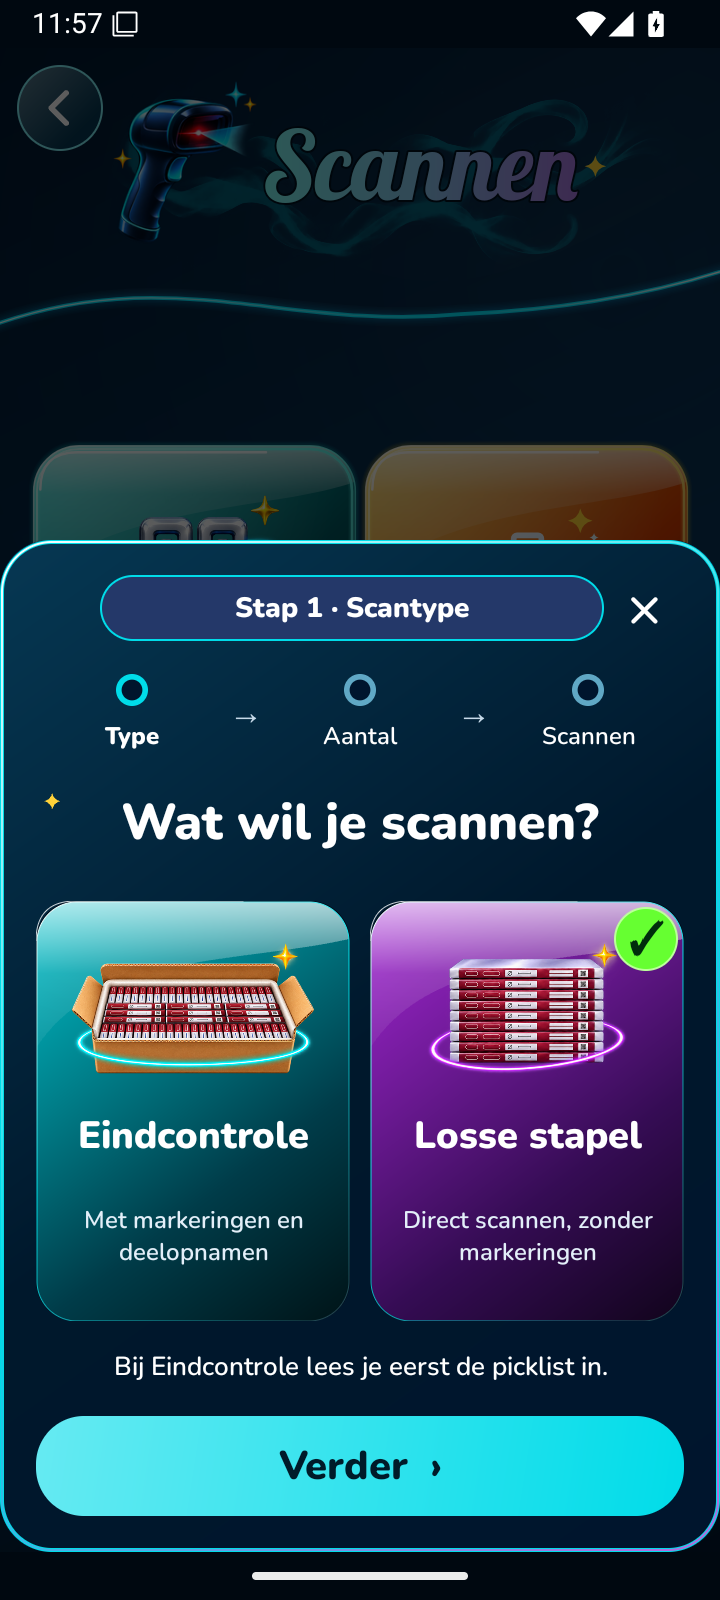 11:57
Scannen
Stap 1 · Scantype
Type → Aantal → Scannen
Wat wil je scannen?
Eindcontrole
Met markeringen en
deelopnamen
Losse stapel
Direct scannen, zonder
markeringen
Bij Eindcontrole lees je eerst de picklist in.
Verder ›